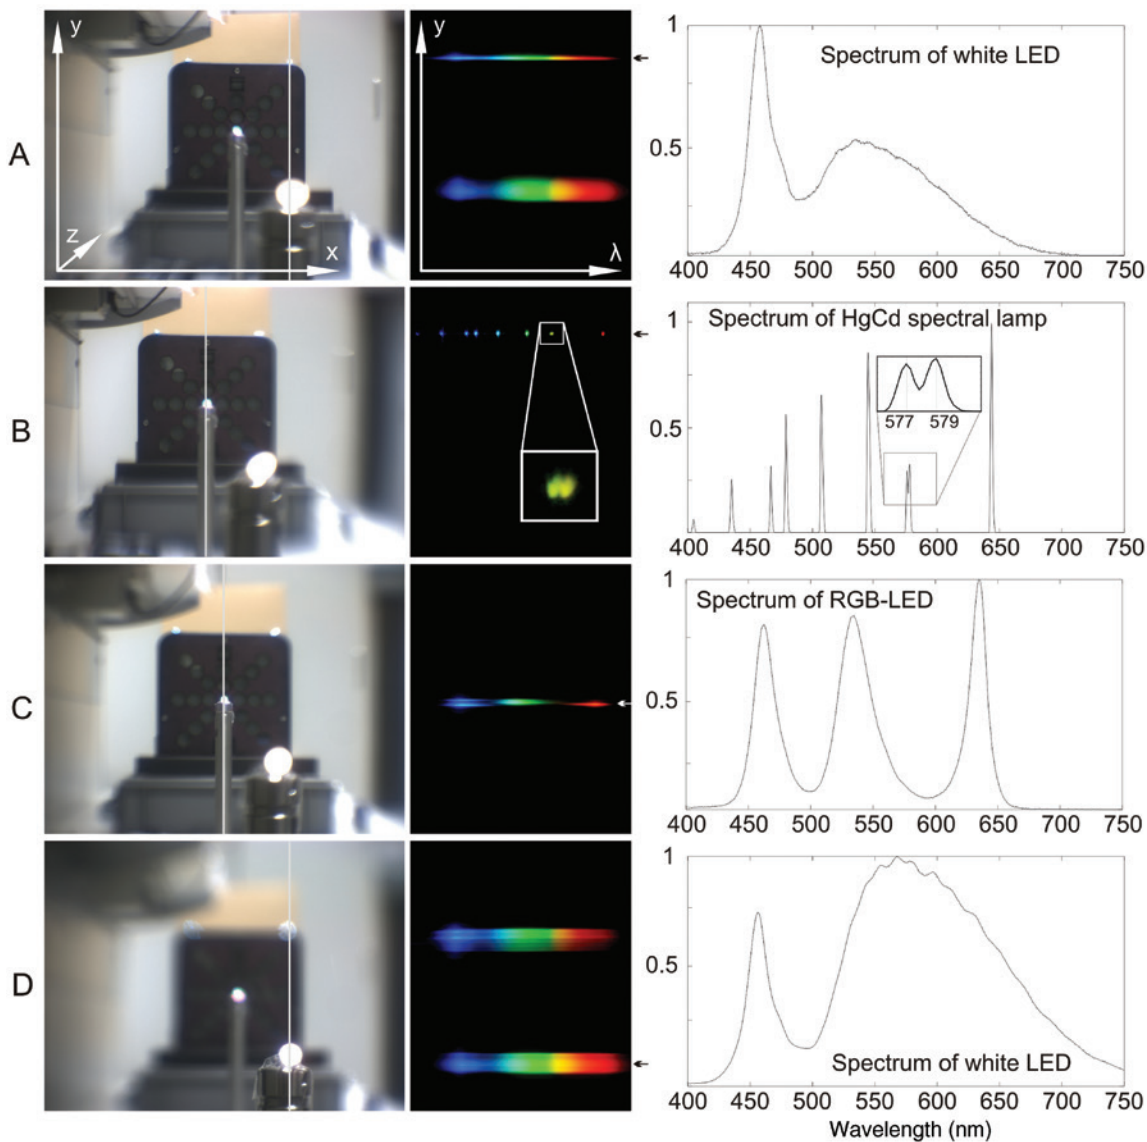 A
y
z
x
y
λ
1
0.5
Spectrum of white LED
400 450 500 550 600 650 700 750
B
1
0.5
Spectrum of HgCd spectral lamp
577 579
400 450 500 550 600 650 700 750
C
1
0.5
Spectrum of RGB-LED
400 450 500 550 600 650 700 750
D
1
0.5
Spectrum of white LED
400 450 500 550 600 650 700 750
Wavelength (nm)